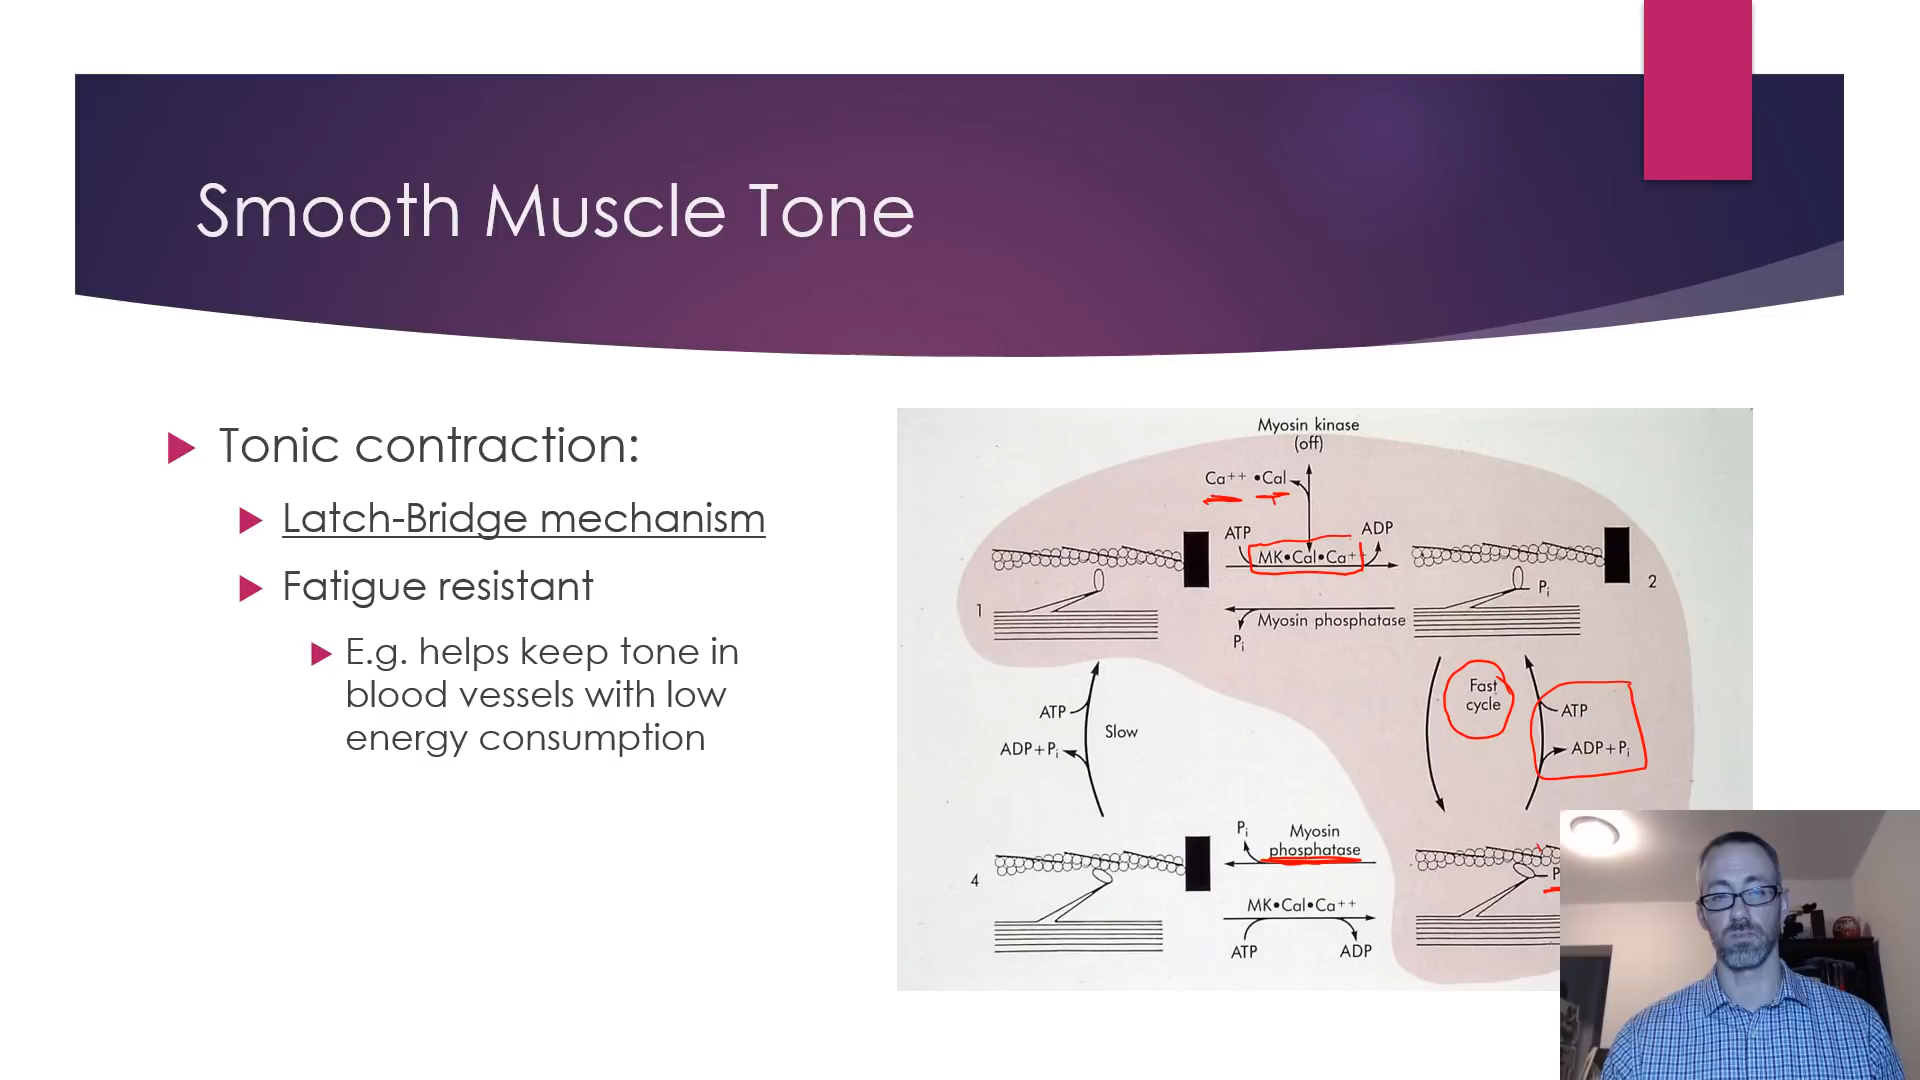 Smooth Muscle Tone
Tonic contraction:
Latch-Bridge mechanism
Fatigue resistant
E.g. helps keep tone in
blood vessels with low
energy consumption
Myosin kinase
(off)
Ca++ •Cal
ATP
ADP
MK•Cal•Ca++
1
2
Pi
Myosin phosphatase
Pi
Fast
cycle
ATP
ADP+Pi
ATP
Slow
ADP+Pi
Pi
Myosin
phosphatase
4
P
MK•Cal•Ca++
ATP
ADP